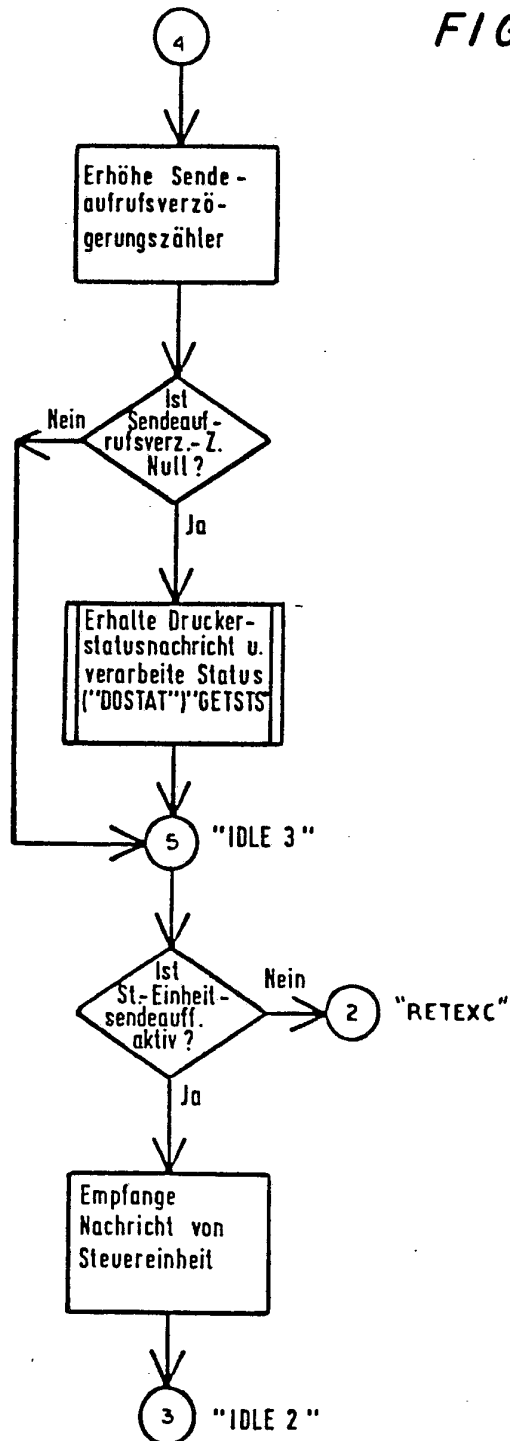 4
FIG
Erhöhe Sende-
aufrufsverzö-
gerungszähler
Ist
Sendeauf-
rufsverz.-Z.
Null?
Nein
Ja
Erhalte Drucker-
statusnachricht u.
verarbeite Status
("DOSTAT")"GETSTS"
5 "IDLE 3"
Ist
St.-Einheit-
sendeauff.
aktiv?
Nein
2 "RETEXC"
Ja
Empfange
Nachricht von
Steuereinheit
3 "IDLE 2"